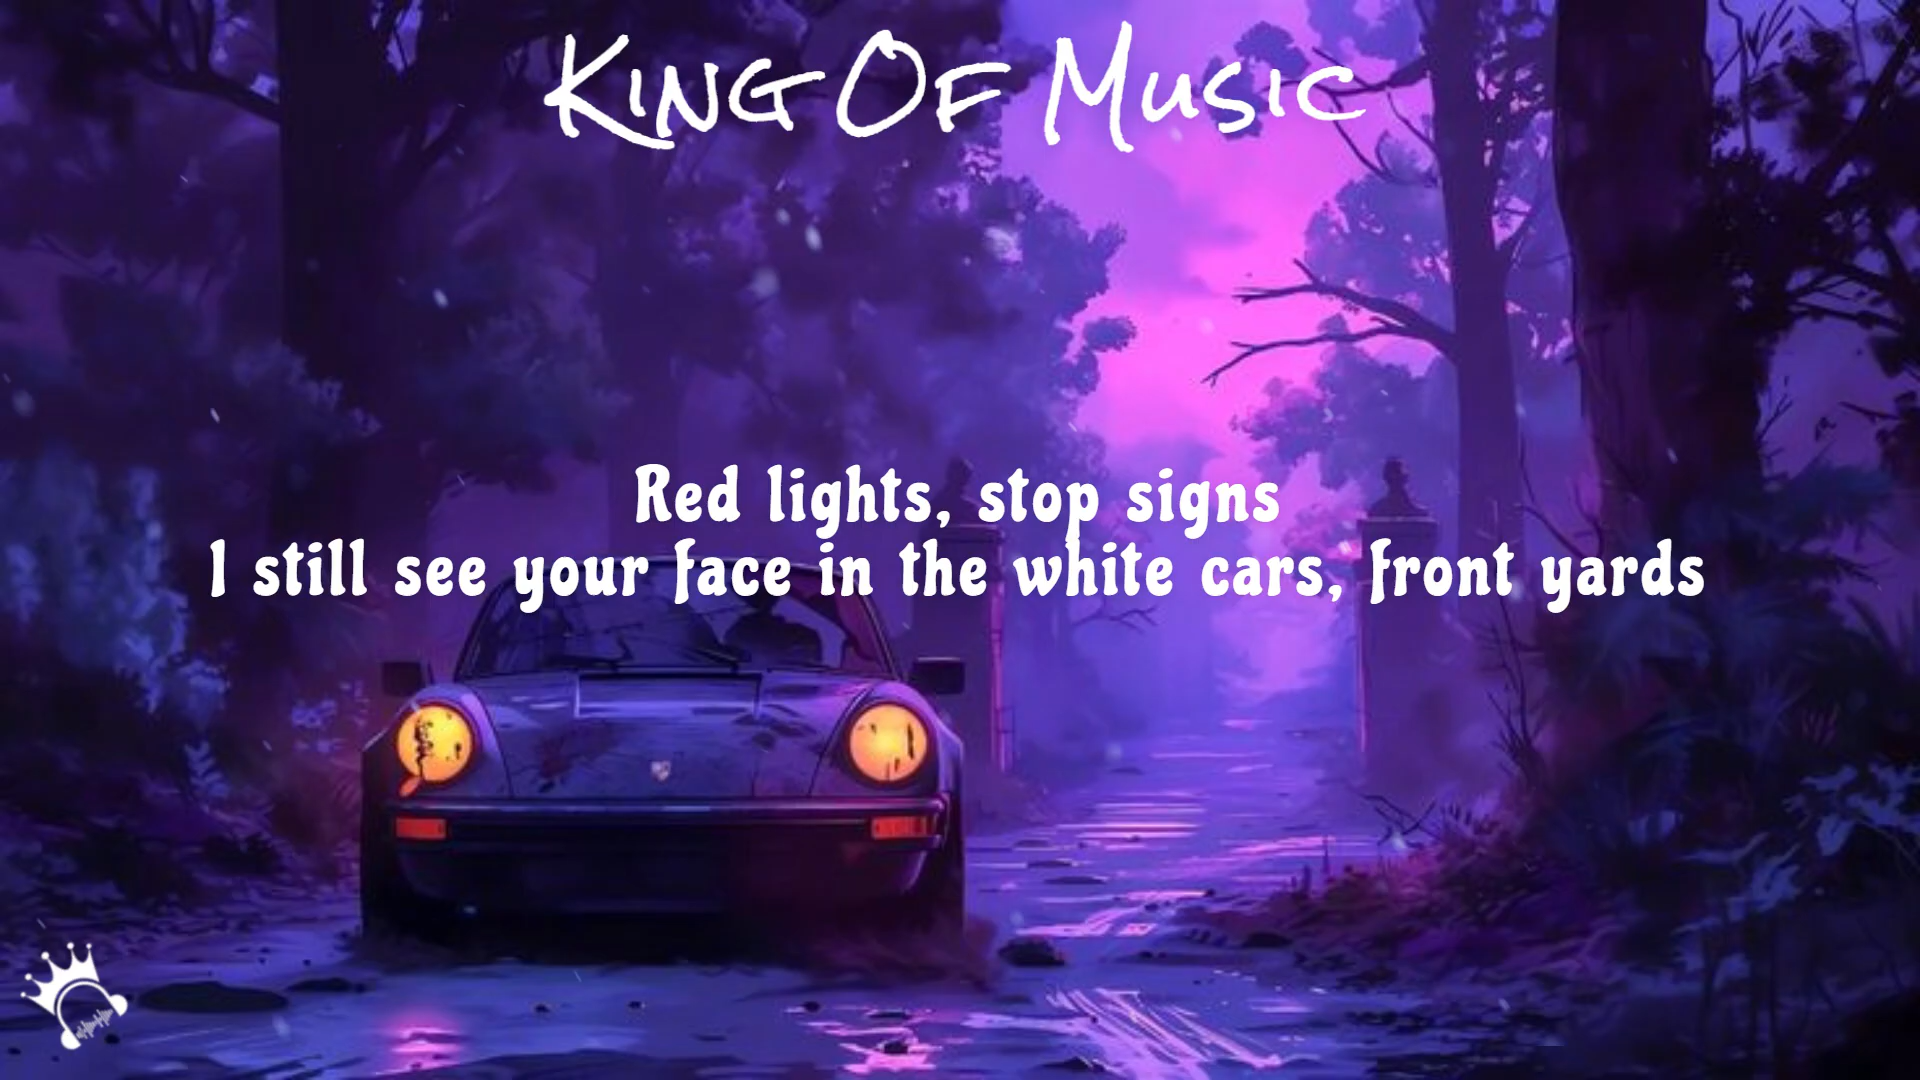 King Of Music
Red lights, stop signs
I still see your face in the white cars, front yards